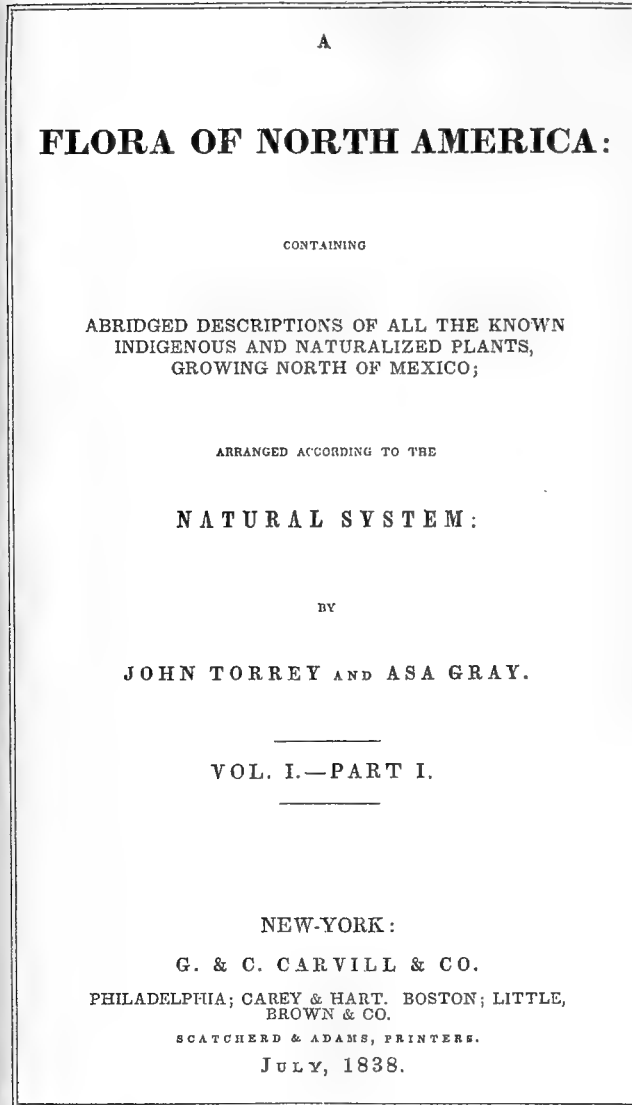 A
FLORA OF NORTH AMERICA:
CONTAINING
ABRIDGED DESCRIPTIONS OF ALL THE KNOWN
INDIGENOUS AND NATURALIZED PLANTS,
GROWING NORTH OF MEXICO;
ARRANGED ACCORDING TO THE
NATURAL SYSTEM:
BY
JOHN TORREY AND ASA GRAY.
VOL. I.—PART I.
NEW-YORK:
G. & C. CARVILL & CO.
PHILADELPHIA; CAREY & HART. BOSTON; LITTLE,
BROWN & CO.
SCATCHERD & ADAMS, PRINTERS.
JULY, 1838.